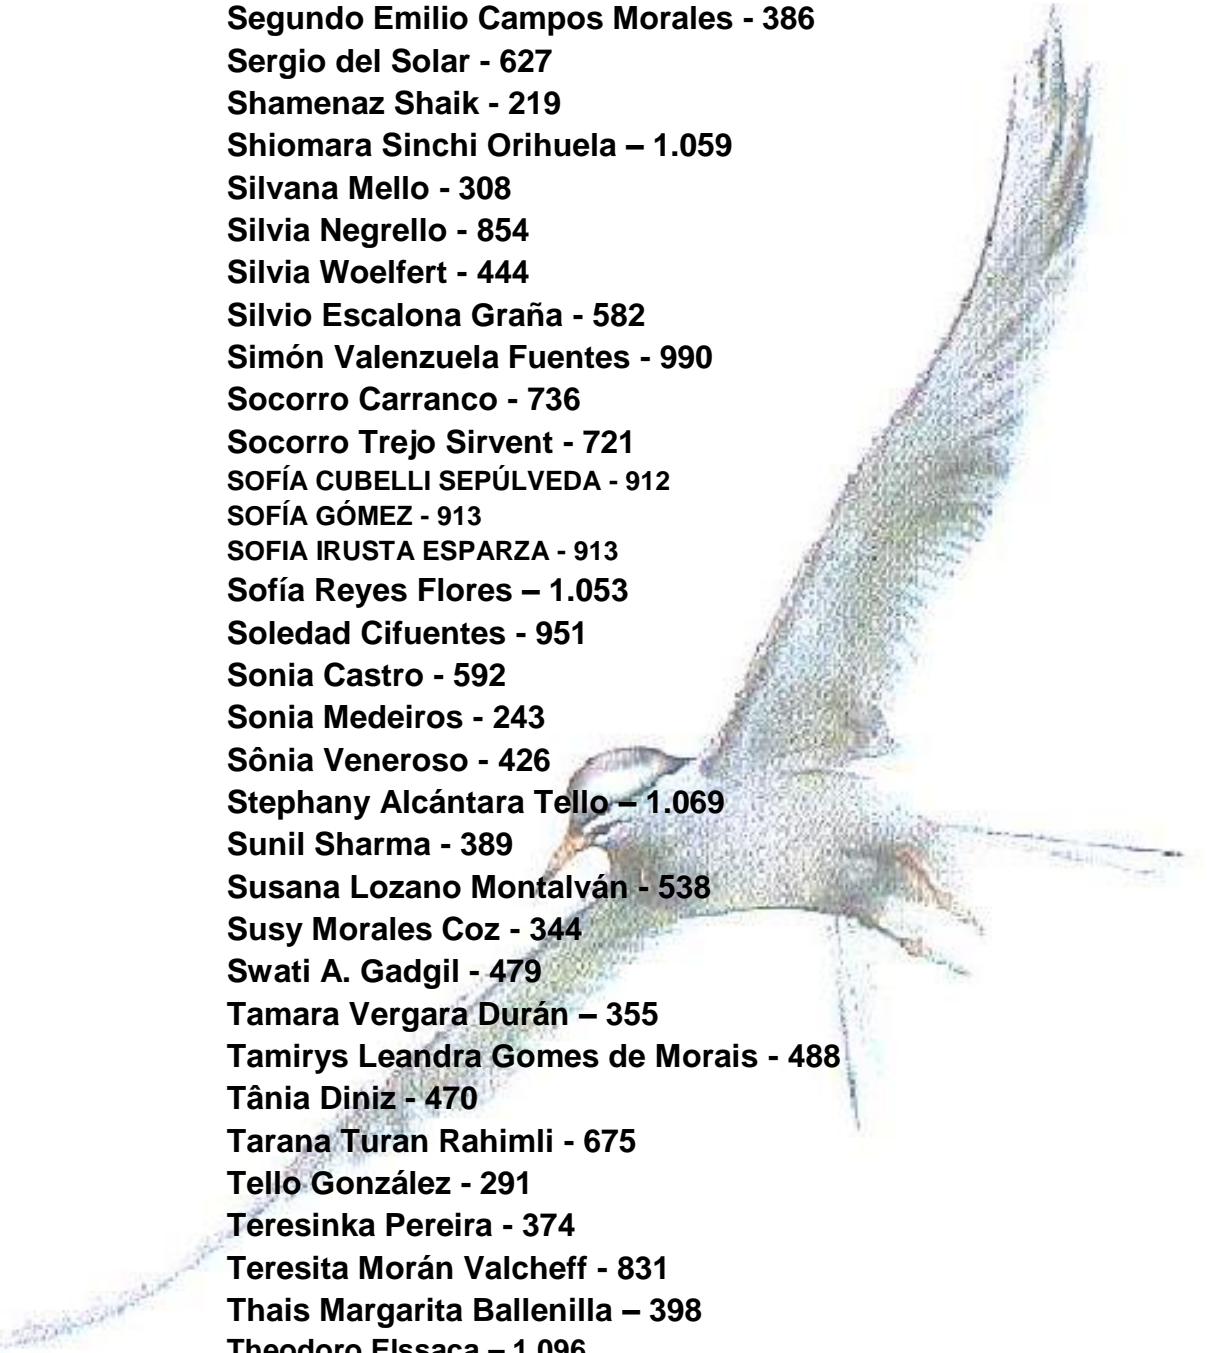 Segundo Emilio Campos Morales - 386
Sergio del Solar - 627
Shamenaz Shaik - 219
Shiomara Sinchi Orihuela – 1.059
Silvana Mello - 308
Silvia Negrello - 854
Silvia Woelfert - 444
Silvio Escalona Graña - 582
Simón Valenzuela Fuentes - 990
Socorro Carranco - 736
Socorro Trejo Sirvent - 721
SOFÍA CUBELLI SEPÚLVEDA - 912
SOFÍA GÓMEZ - 913
SOFIA IRUSTA ESPARZA - 913
Sofía Reyes Flores – 1.053
Soledad Cifuentes - 951
Sonia Castro - 592
Sonia Medeiros - 243
Sônia Veneroso - 426
Stephany Alcántara Tello – 1.069
Sunil Sharma - 389
Susana Lozano Montalván - 538
Susy Morales Coz - 344
Swati A. Gadgil - 479
Tamara Vergara Durán – 355
Tamirys Leandra Gomes de Morais - 488
Tânia Diniz - 470
Tarana Turan Rahimli - 675
Tello González - 291
Teresinka Pereira - 374
Teresita Morán Valcheff - 831
Thais Margarita Ballenilla – 398
Theodoro Elssaca – 1.096